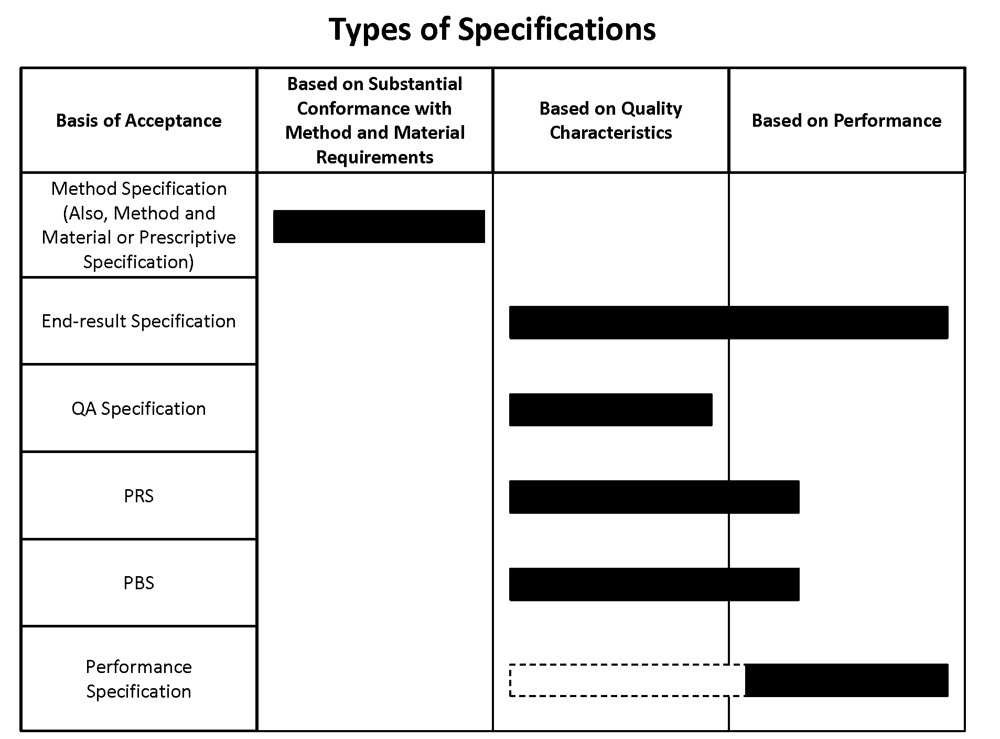 Types of Specifications
Basis of Acceptance
Based on Substantial
Conformance with
Method and Material
Requirements
Based on Quality
Characteristics
Based on Performance
Method Specification
(Also, Method and
Material or Prescriptive
Specification)
End-result Specification
QA Specification
PRS
PBS
Performance
Specification